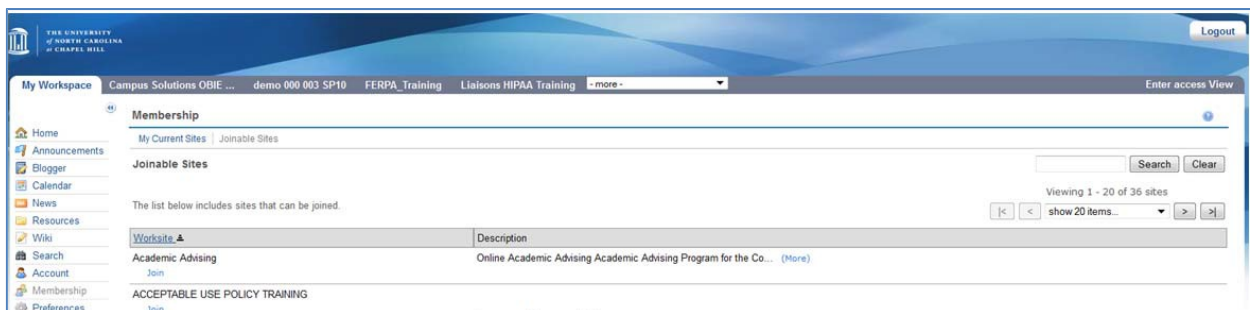 THE UNIVERSITY
of NORTH CAROLINA
at CHAPEL HILL
Logout
My Workspace Campus Solutions OBIE ... demo 000 003 SP10 FERPA_Training Liaisons HIPAA Training - more - Enter access View
Membership
Home
My Current Sites | Joinable Sites
Announcements
Joinable Sites
Search Clear
Blogger
Calendar
Viewing 1 - 20 of 36 sites
News
The list below includes sites that can be joined.
|< < show 20 items... > >|
Resources
Wiki
Worksite Description
Search
Academic Advising Online Academic Advising Academic Advising Program for the Co... (More)
Account
Join
Membership
ACCEPTABLE USE POLICY TRAINING
Preferences
Join